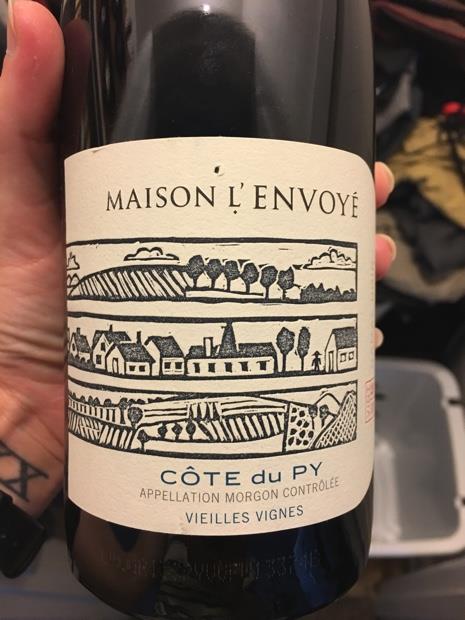 MAISON L'ENVOYÉ
CÔTE du PY
APPELLATION MORGON CONTRÔLÉE
VIEILLES VIGNES